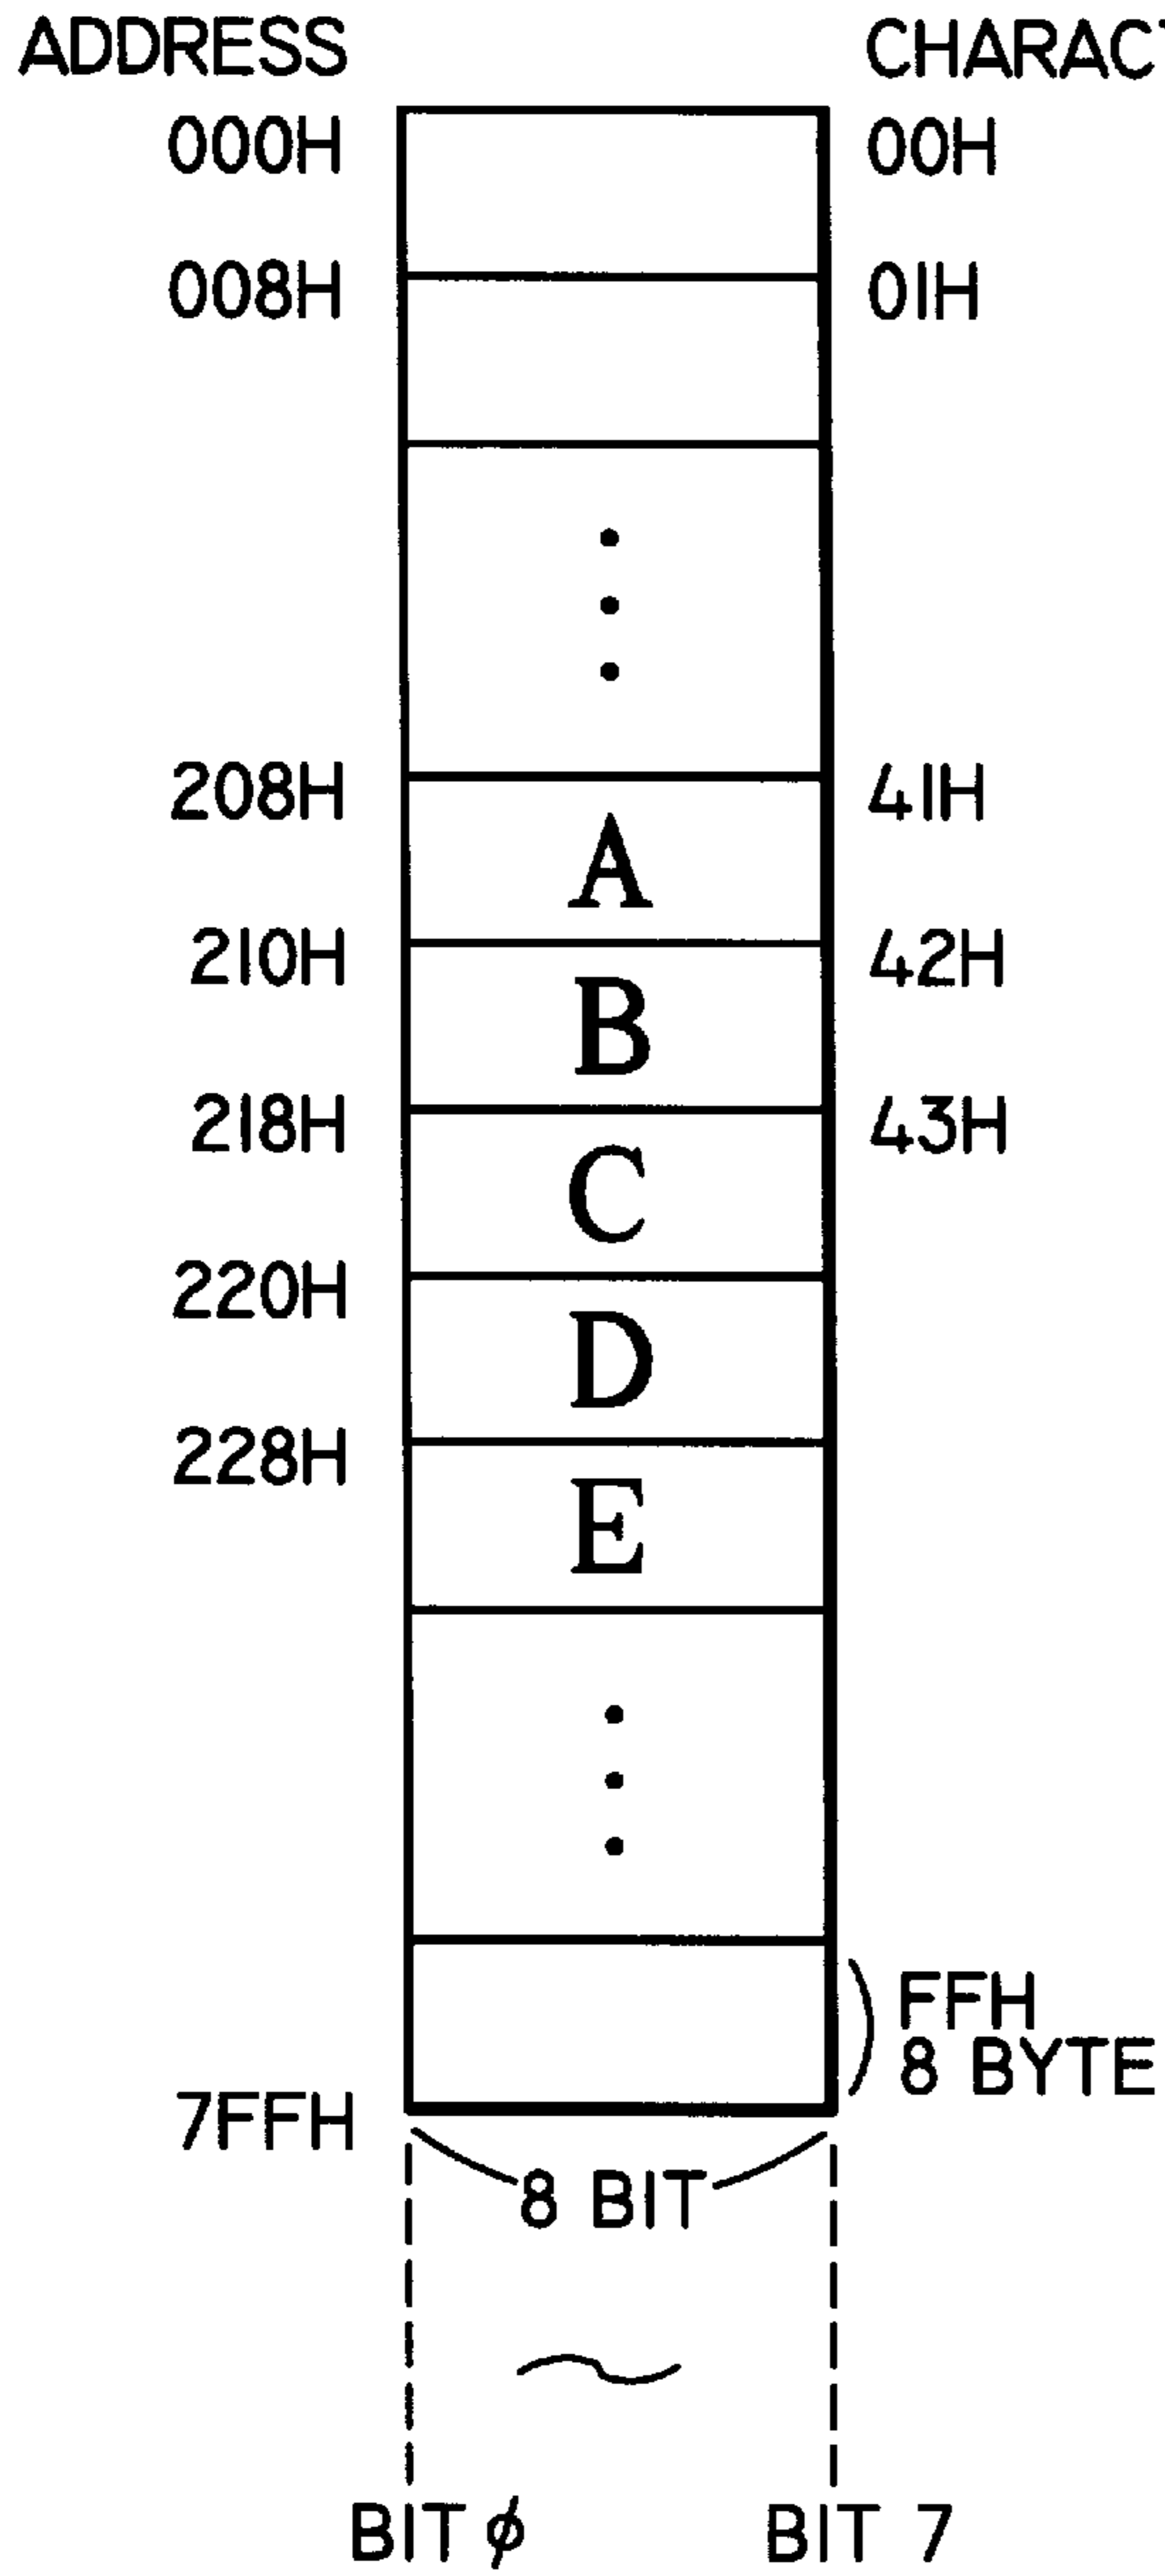 ADDRESS CHARACT
000H 00H
008H 01H
208H 41H
A
210H 42H
B
218H 43H
C
220H
D
228H
E
FFH
8 BYTE
7FFH
8 BIT
BIT ϕ BIT 7